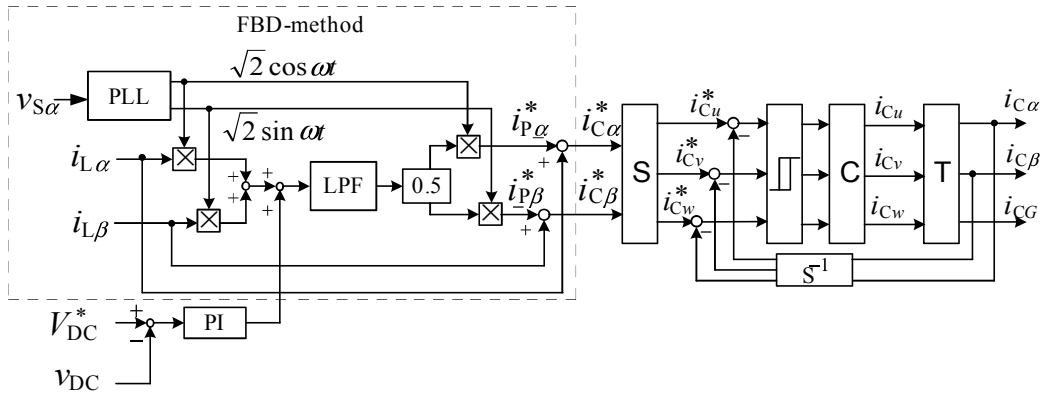 FBD-method
√2 cos ωt
v_Sα
PLL
√2 sin ωt
i*_Pα
i*_Cα
i*_Cu
i_Cu
i_Cα
−
i_Lα
+
+
−
+
+
LPF
0.5
S
i*_Cv
−
C
i_Cv
T
i_Cβ
i_Lβ
+
+
i*_Pβ
−
+
i*_Cβ
i*_Cw
−
i_Cw
i_CG
S⁻¹
V*_DC
+
−
PI
v_DC